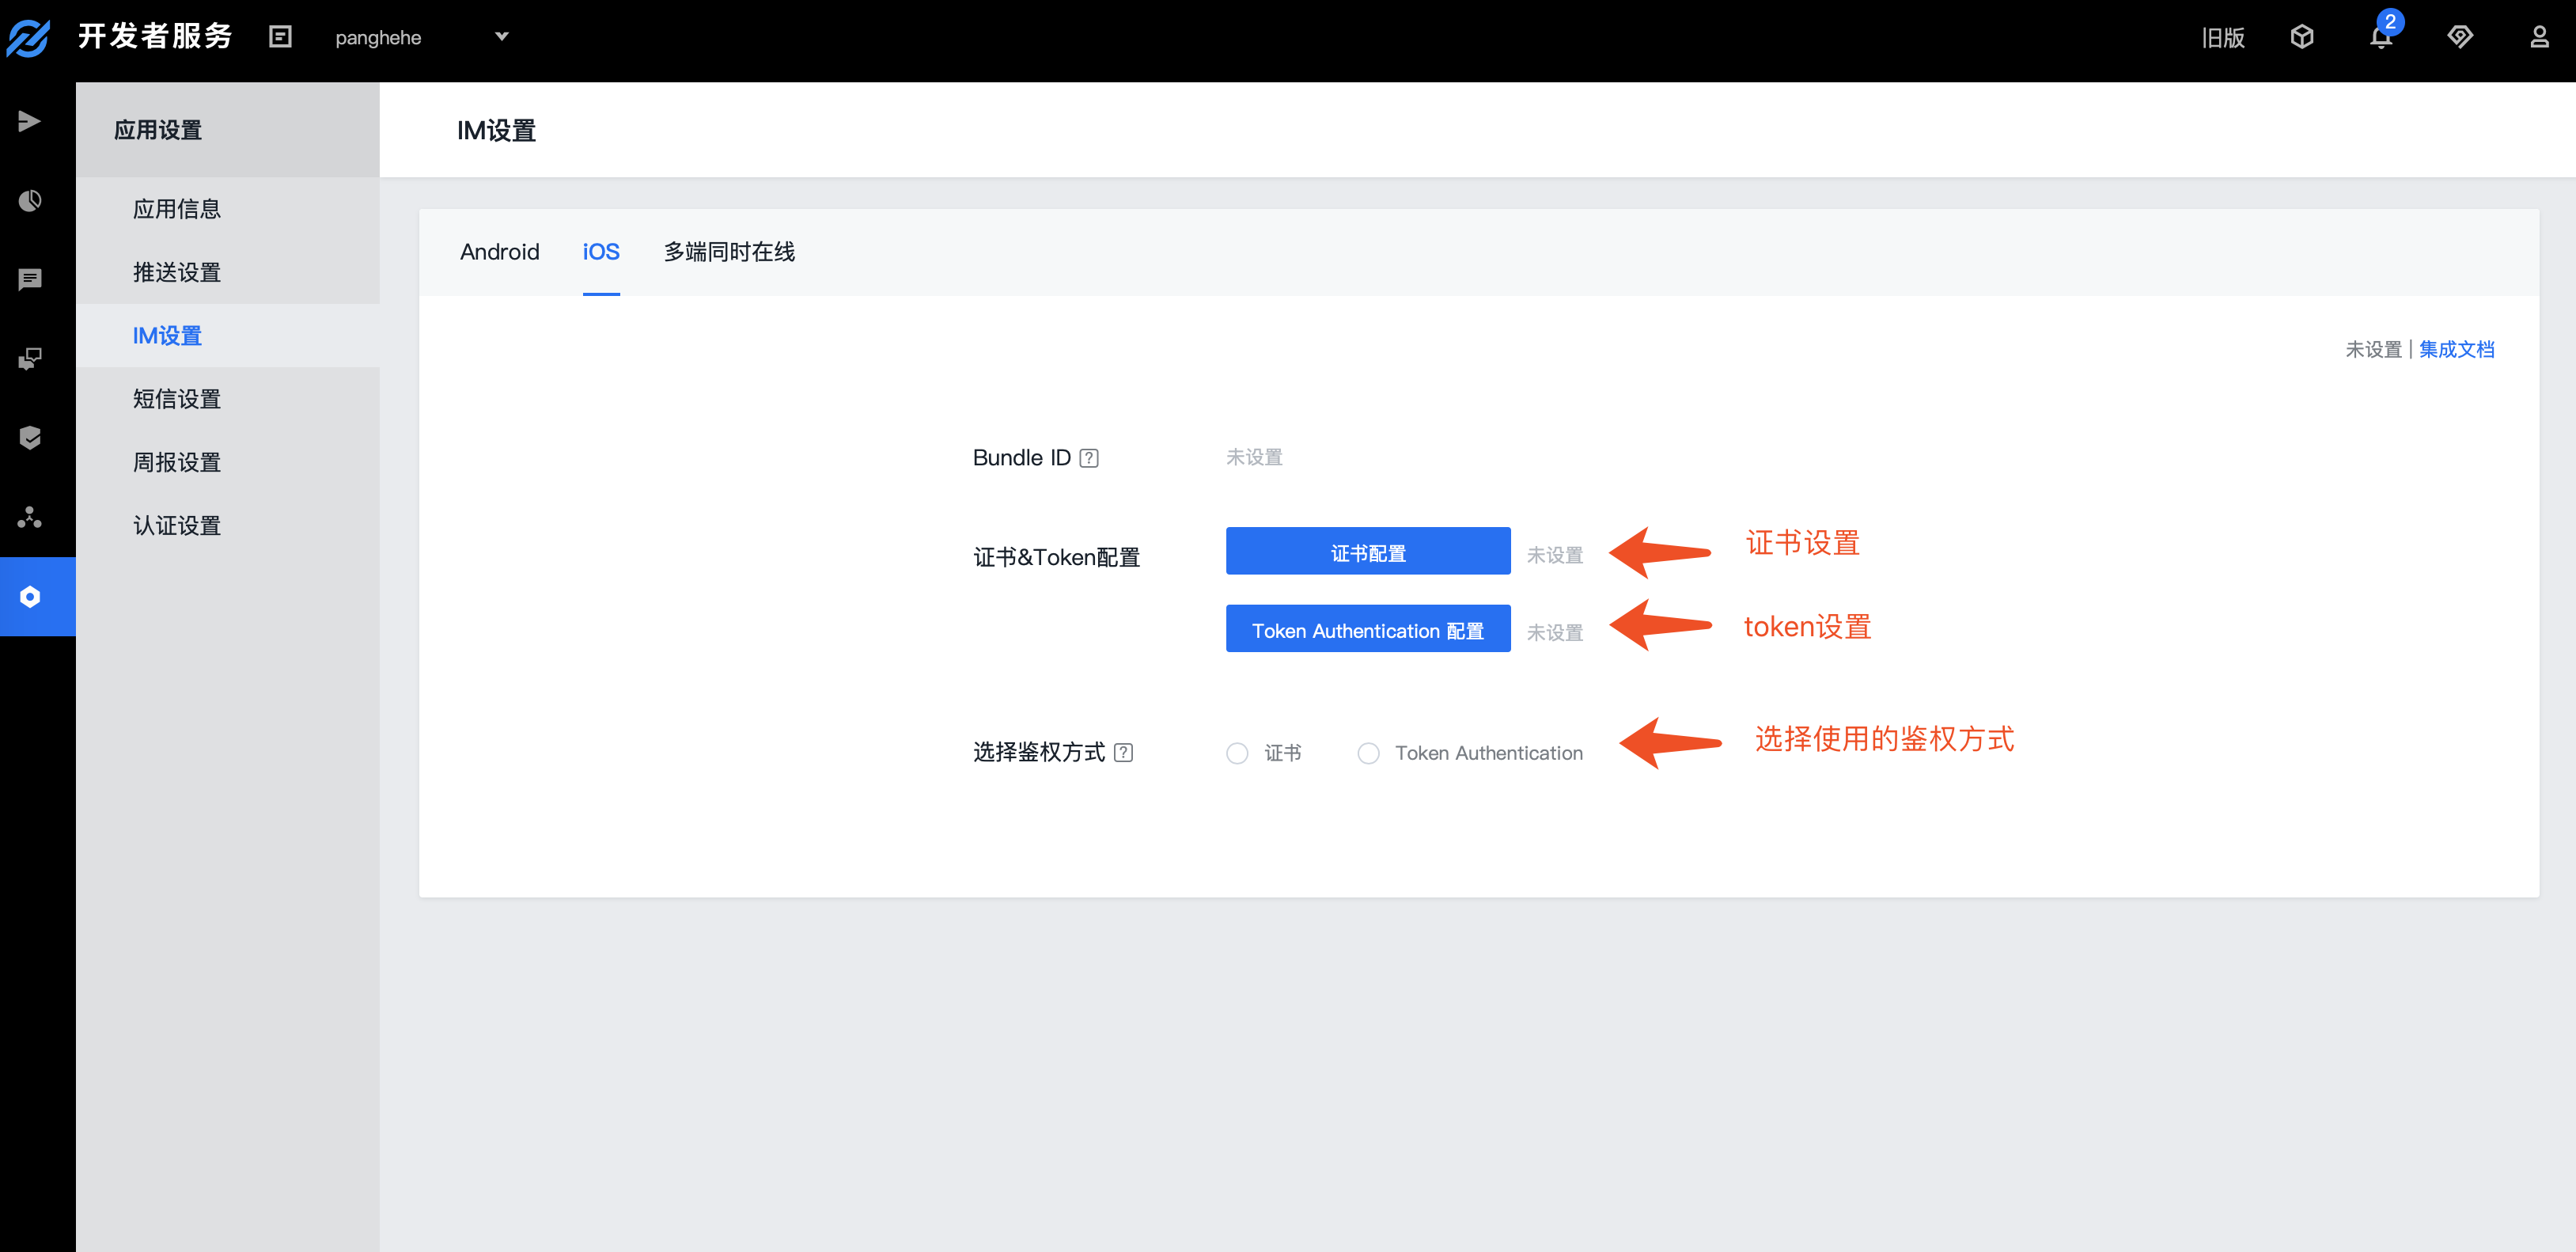 开发者服务
panghehe
旧版
2
应用设置
应用信息
推送设置
IM设置
短信设置
周报设置
认证设置
IM设置
Android iOS 多端同时在线
未设置 | 集成文档
Bundle ID ? 未设置
证书&Token配置 证书配置 未设置 证书设置
Token Authentication 配置 未设置 token设置
选择鉴权方式 ? 证书 Token Authentication 选择使用的鉴权方式